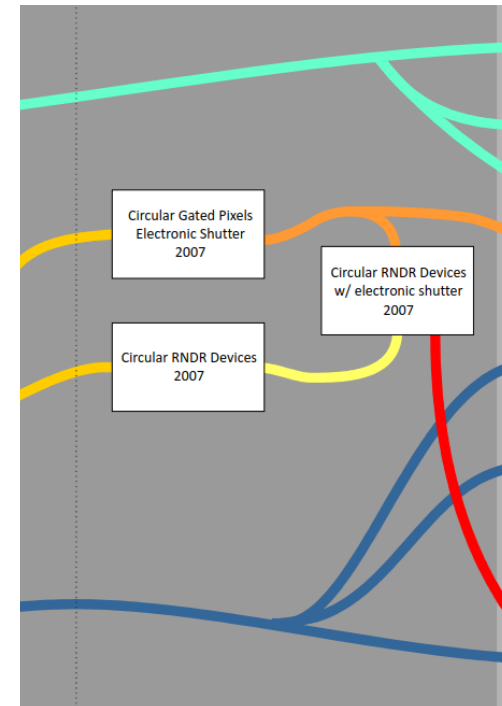 Circular Gated Pixels
Electronic Shutter
2007
Circular RNDR Devices
w/ electronic shutter
2007
Circular RNDR Devices
2007